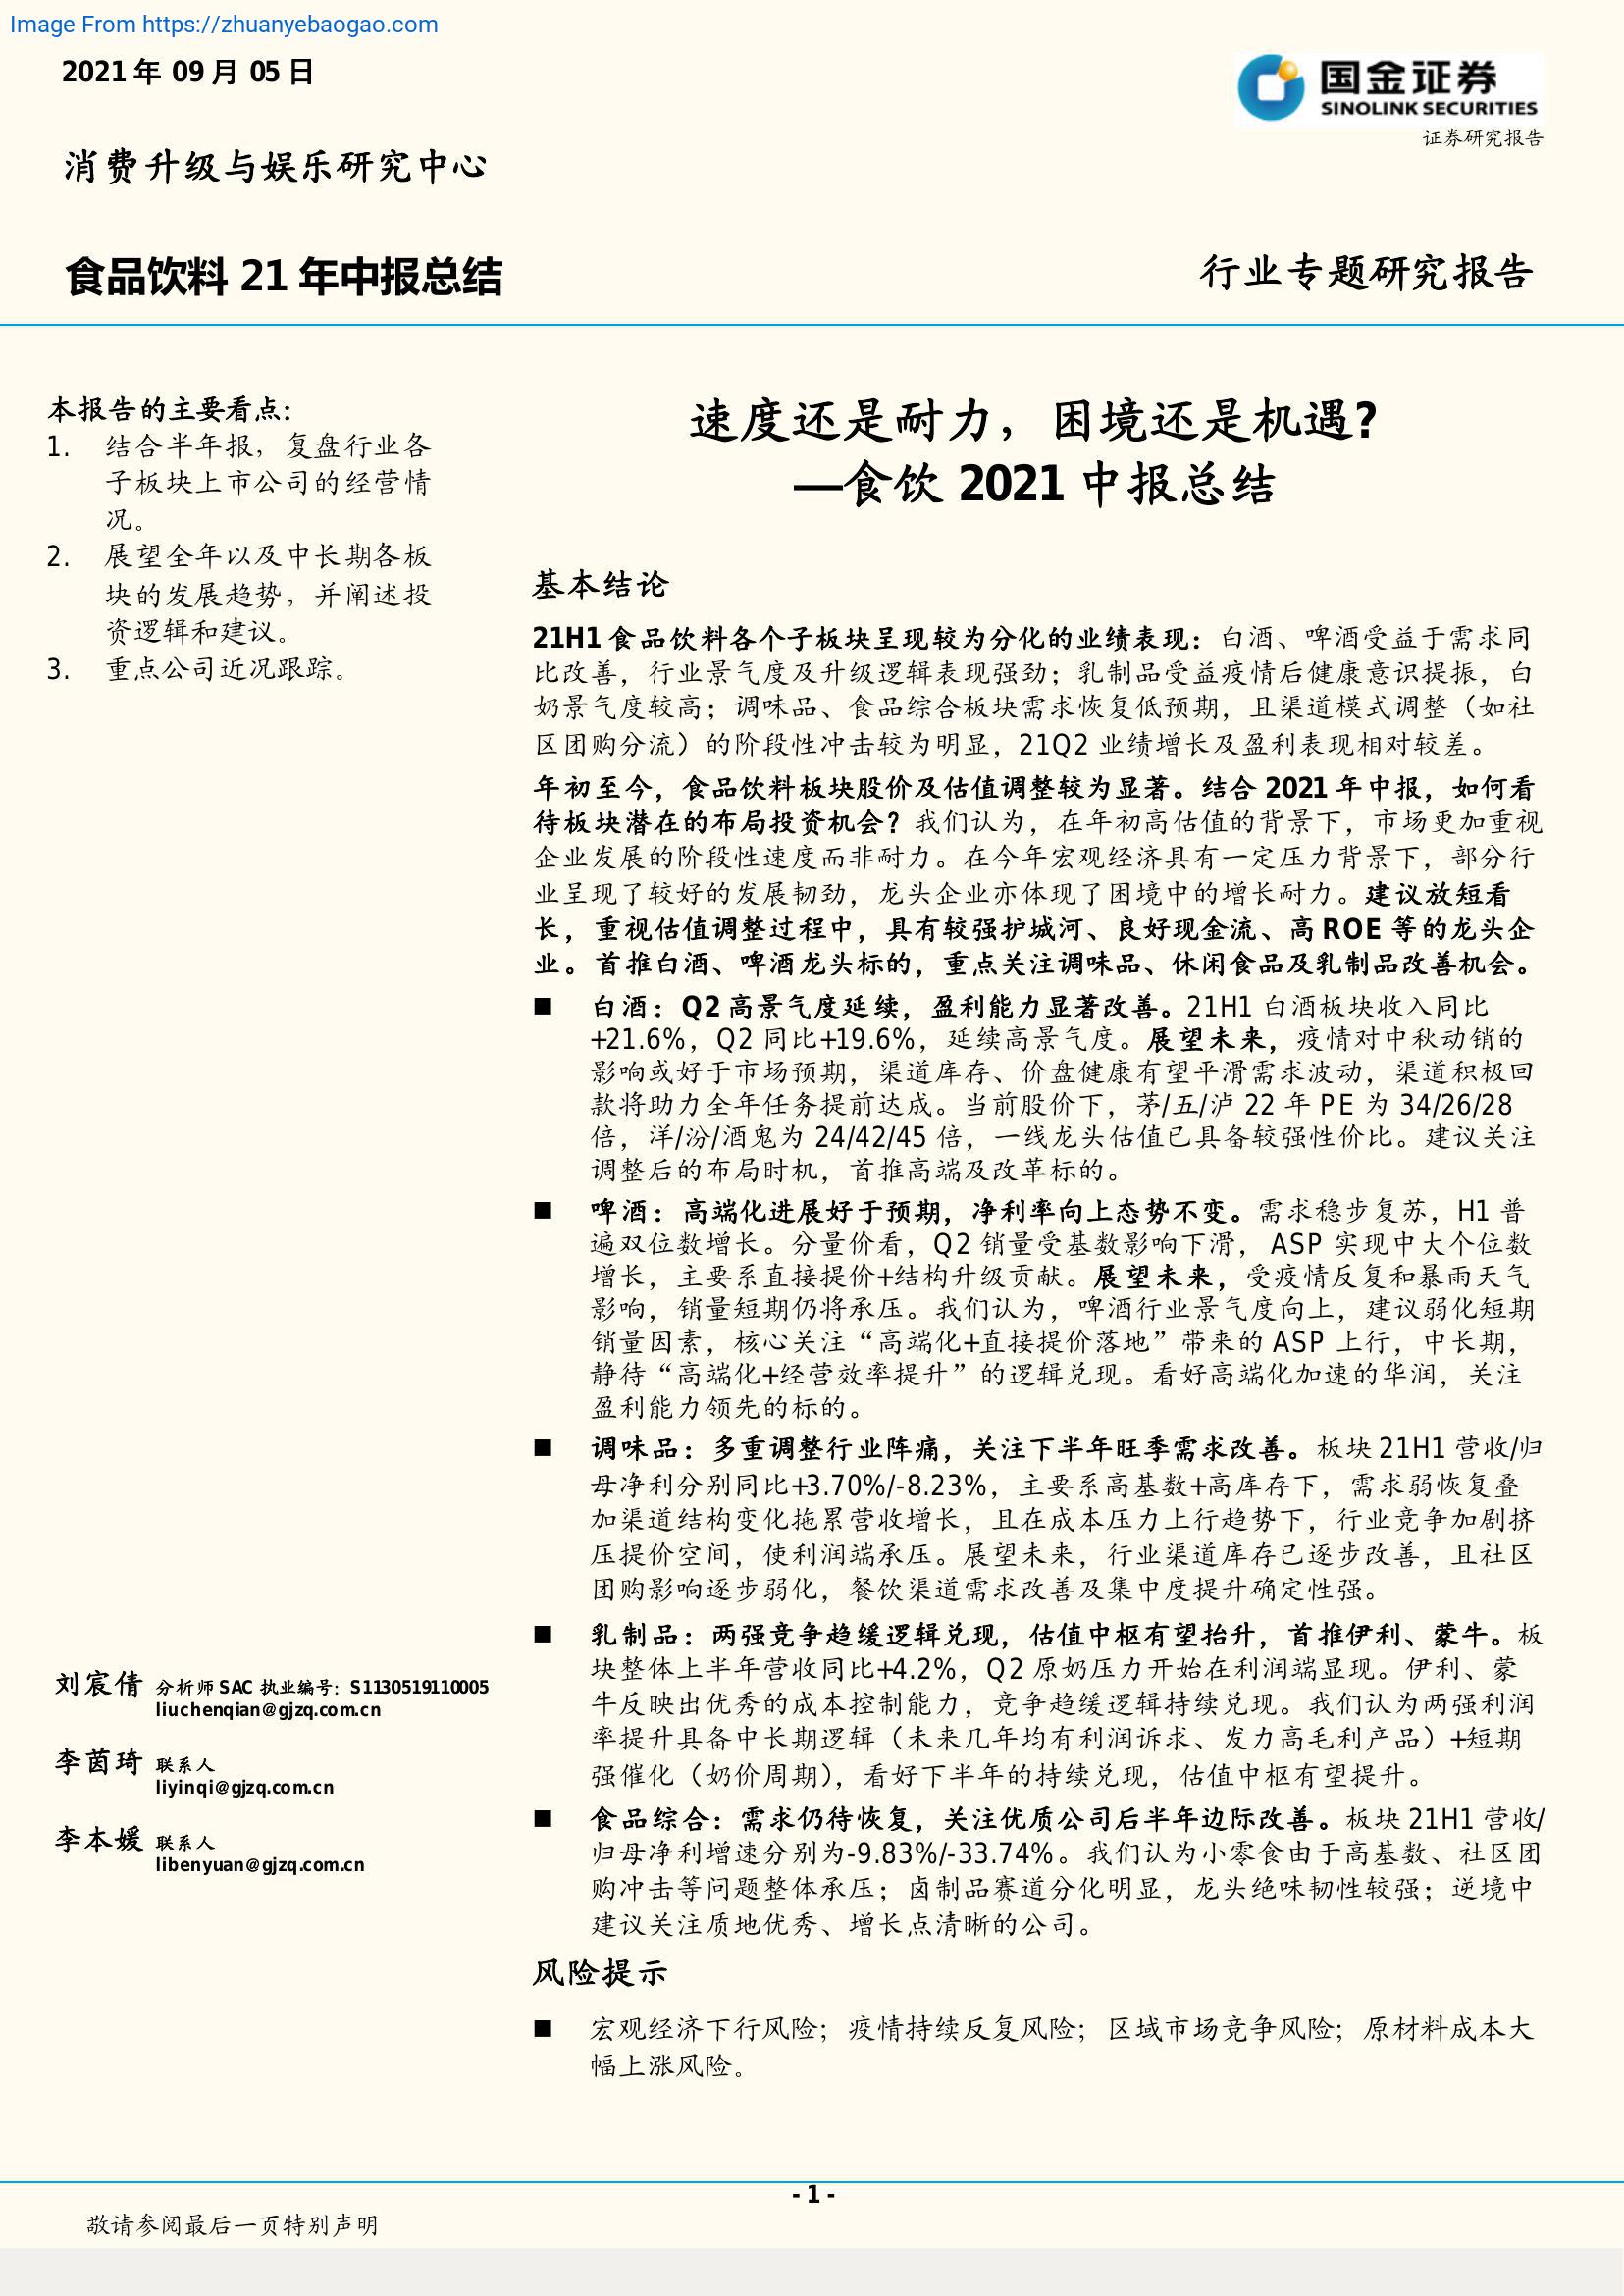 Image From https://zhuanyebaogao.com
2021 年 09 月 05 日
国金证券
SINOLINK SECURITIES
证券研究报告
消费升级与娱乐研究中心
食品饮料 21 年中报总结
行业专题研究报告
本报告的主要看点：
1. 结合半年报，复盘行业各
子板块上市公司的经营情
况。
2. 展望全年以及中长期各板
块的发展趋势，并阐述投
资逻辑和建议。
3. 重点公司近况跟踪。
刘宸倩 分析师 SAC 执业编号：S1130519110005
liuchenqian@gjzq.com.cn
李茵琦 联系人
liyinqi@gjzq.com.cn
李本媛 联系人
libenyuan@gjzq.com.cn
速度还是耐力，困境还是机遇?
—食饮 2021 中报总结
基本结论
21H1 食品饮料各个子板块呈现较为分化的业绩表现：白酒、啤酒受益于需求同
比改善，行业景气度及升级逻辑表现强劲；乳制品受益疫情后健康意识提振，白
奶景气度较高；调味品、食品综合板块需求恢复低预期，且渠道模式调整（如社
区团购分流）的阶段性冲击较为明显，21Q2 业绩增长及盈利表现相对较差。
年初至今，食品饮料板块股价及估值调整较为显著。结合 2021 年中报，如何看
待板块潜在的布局投资机会？我们认为，在年初高估值的背景下，市场更加重视
企业发展的阶段性速度而非耐力。在今年宏观经济具有一定压力背景下，部分行
业呈现了较好的发展韧劲，龙头企业亦体现了困境中的增长耐力。建议放短看
长，重视估值调整过程中，具有较强护城河、良好现金流、高 ROE 等的龙头企
业。首推白酒、啤酒龙头标的，重点关注调味品、休闲食品及乳制品改善机会。
■ 白酒：Q2 高景气度延续，盈利能力显著改善。21H1 白酒板块收入同比
+21.6%，Q2 同比+19.6%，延续高景气度。展望未来，疫情对中秋动销的
影响或好于市场预期，渠道库存、价盘健康有望平滑需求波动，渠道积极回
款将助力全年任务提前达成。当前股价下，茅/五/泸 22 年 PE 为 34/26/28
倍，洋/汾/酒鬼为 24/42/45 倍，一线龙头估值已具备较强性价比。建议关注
调整后的布局时机，首推高端及改革标的。
■ 啤酒：高端化进展好于预期，净利率向上态势不变。需求稳步复苏，H1 普
遍双位数增长。分量价看，Q2 销量受基数影响下滑， ASP 实现中大个位数
增长，主要系直接提价+结构升级贡献。展望未来，受疫情反复和暴雨天气
影响，销量短期仍将承压。我们认为，啤酒行业景气度向上，建议弱化短期
销量因素，核心关注“高端化+直接提价落地”带来的 ASP 上行，中长期，
静待“高端化+经营效率提升”的逻辑兑现。看好高端化加速的华润，关注
盈利能力领先的标的。
■ 调味品：多重调整行业阵痛，关注下半年旺季需求改善。板块 21H1 营收/归
母净利分别同比+3.70%/-8.23%，主要系高基数+高库存下，需求弱恢复叠
加渠道结构变化拖累营收增长，且在成本压力上行趋势下，行业竞争加剧挤
压提价空间，使利润端承压。展望未来，行业渠道库存已逐步改善，且社区
团购影响逐步弱化，餐饮渠道需求改善及集中度提升确定性强。
■ 乳制品：两强竞争趋缓逻辑兑现，估值中枢有望抬升，首推伊利、蒙牛。板
块整体上半年营收同比+4.2%，Q2 原奶压力开始在利润端显现。伊利、蒙
牛反映出优秀的成本控制能力，竞争趋缓逻辑持续兑现。我们认为两强利润
率提升具备中长期逻辑（未来几年均有利润诉求、发力高毛利产品）+短期
强催化（奶价周期），看好下半年的持续兑现，估值中枢有望提升。
■ 食品综合：需求仍待恢复，关注优质公司后半年边际改善。板块 21H1 营收/
归母净利增速分别为-9.83%/-33.74%。我们认为小零食由于高基数、社区团
购冲击等问题整体承压；卤制品赛道分化明显，龙头绝味韧性较强；逆境中
建议关注质地优秀、增长点清晰的公司。
风险提示
■ 宏观经济下行风险；疫情持续反复风险；区域市场竞争风险；原材料成本大
幅上涨风险。
- 1 -
敬请参阅最后一页特别声明